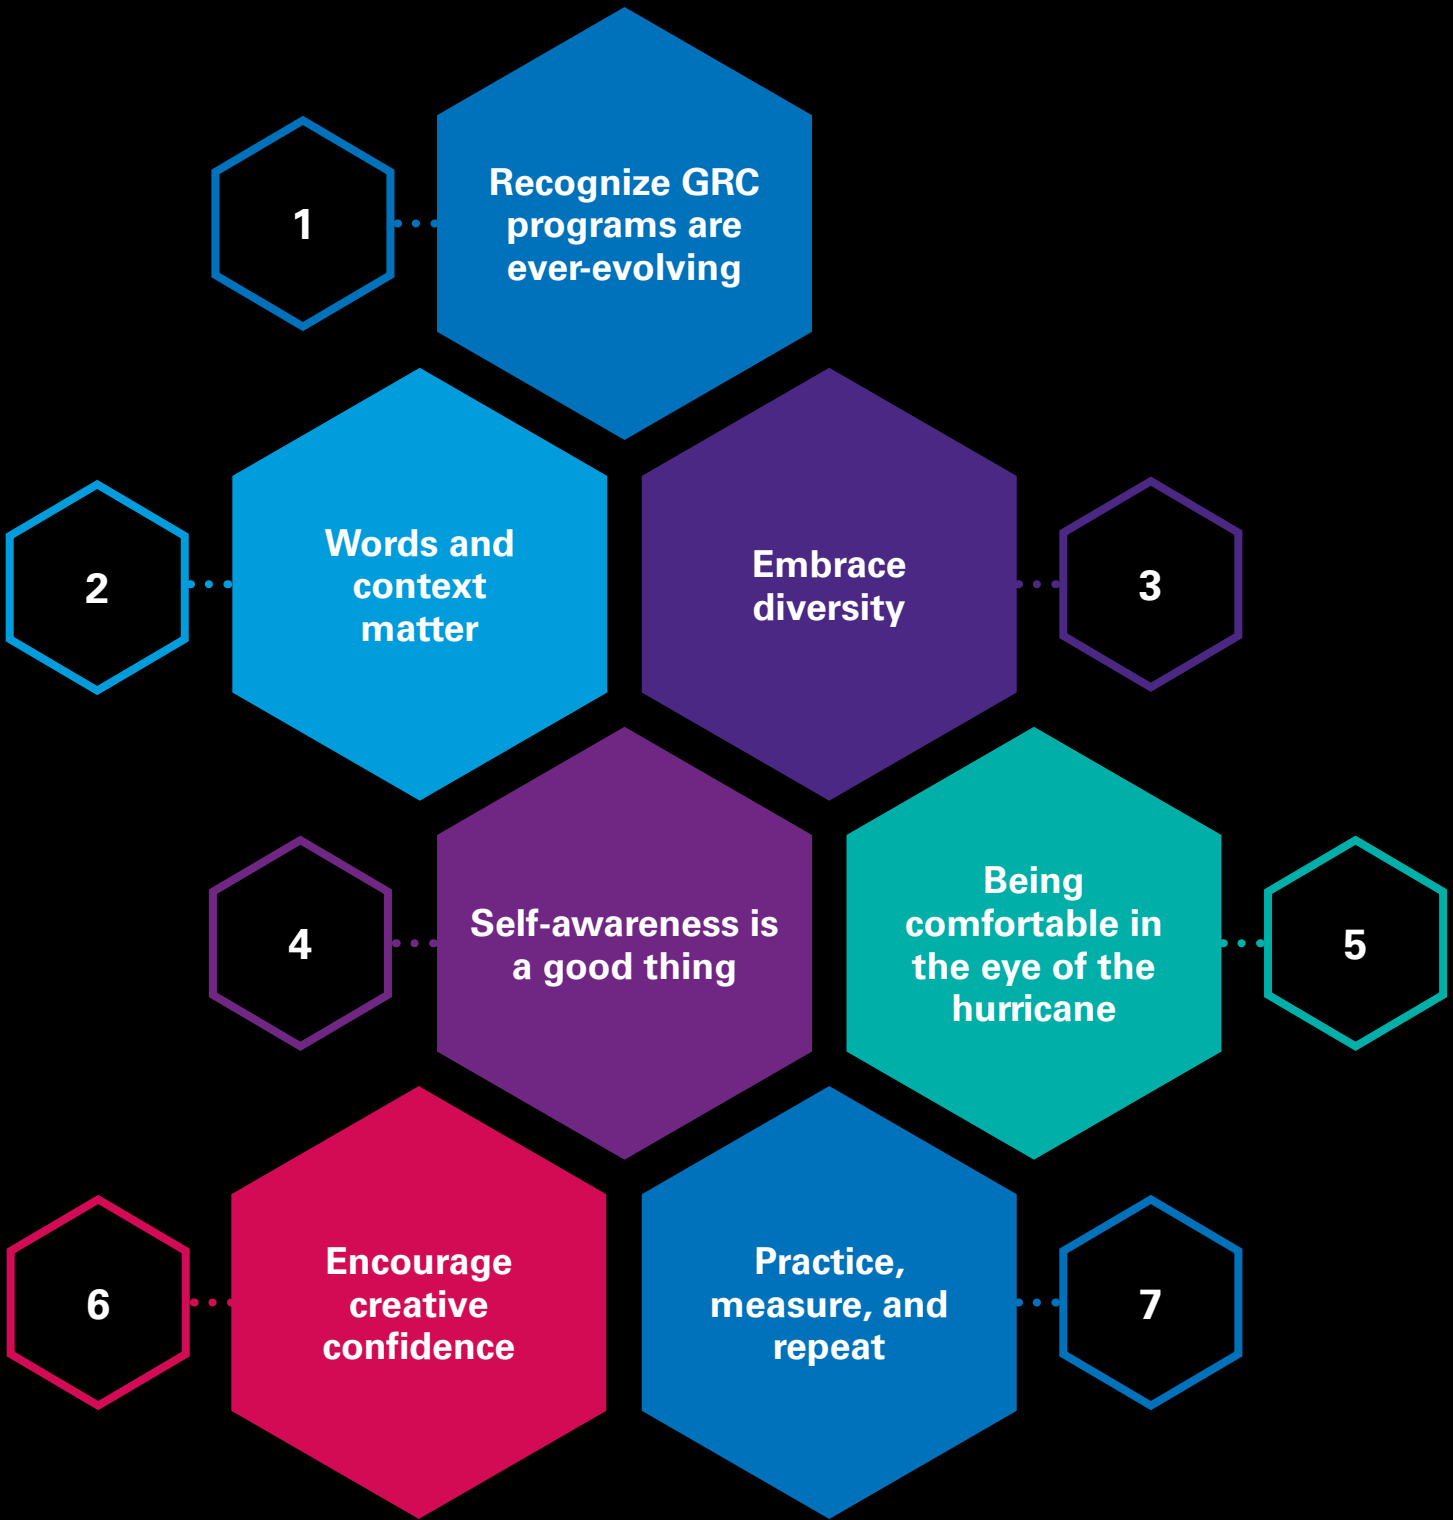 1
Recognize GRC
programs are
ever-evolving
2
Words and
context
matter
Embrace
diversity
3
4
Self-awareness is
a good thing
Being
comfortable in
the eye of the
hurricane
5
6
Encourage
creative
confidence
Practice,
measure, and
repeat
7